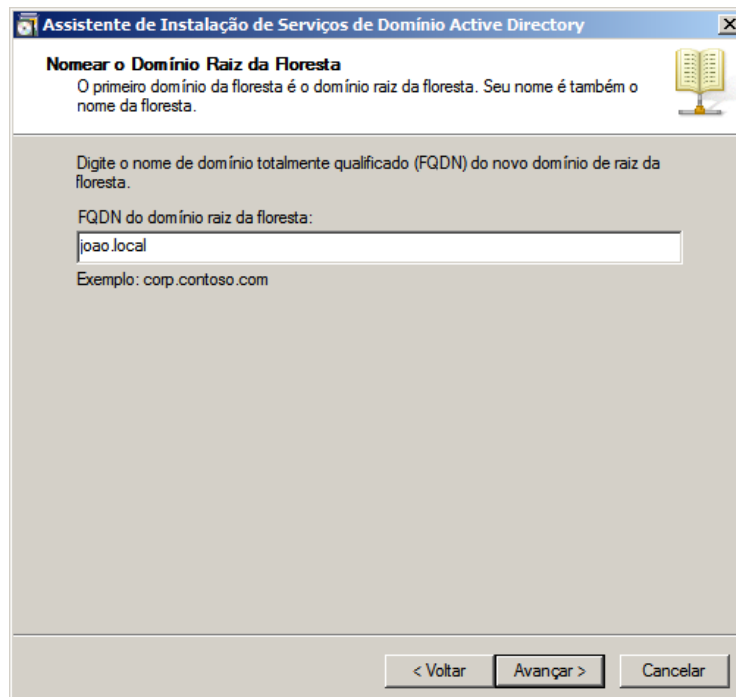 Assistente de Instalação de Serviços de Domínio Active Directory
Nomear o Domínio Raiz da Floresta
O primeiro domínio da floresta é o domínio raiz da floresta. Seu nome é também o
nome da floresta.
Digite o nome de domínio totalmente qualificado (FQDN) do novo domínio de raiz da
floresta.
FQDN do domínio raiz da floresta:
joao.local
Exemplo: corp.contoso.com
< Voltar
Avançar >
Cancelar